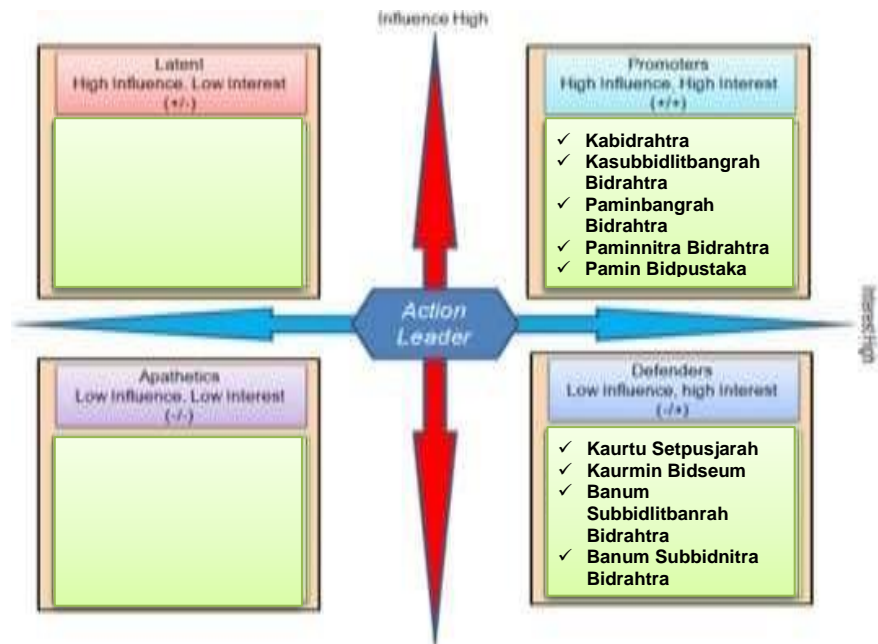 Influence High
Latent
High Influence, Low Interest
(+/-)
Promoters
High Influence, High Interest
(+/+)
✓ Kabidrahtra
✓ Kasubbidlitbangrah
Bidrahtra
✓ Paminbangrah
Bidrahtra
✓ Paminnitra Bidrahtra
✓ Pamin Bidpustaka
Action
Leader
Interest High
Apathetics
Low Influence, Low Interest
(-/-)
Defenders
Low Influence, high Interest
(-/+)
✓ Kaurtu Setpusjarah
✓ Kaurmin Bidseum
✓ Banum
Subbidlitbanrah
Bidrahtra
✓ Banum Subbidnitra
Bidrahtra